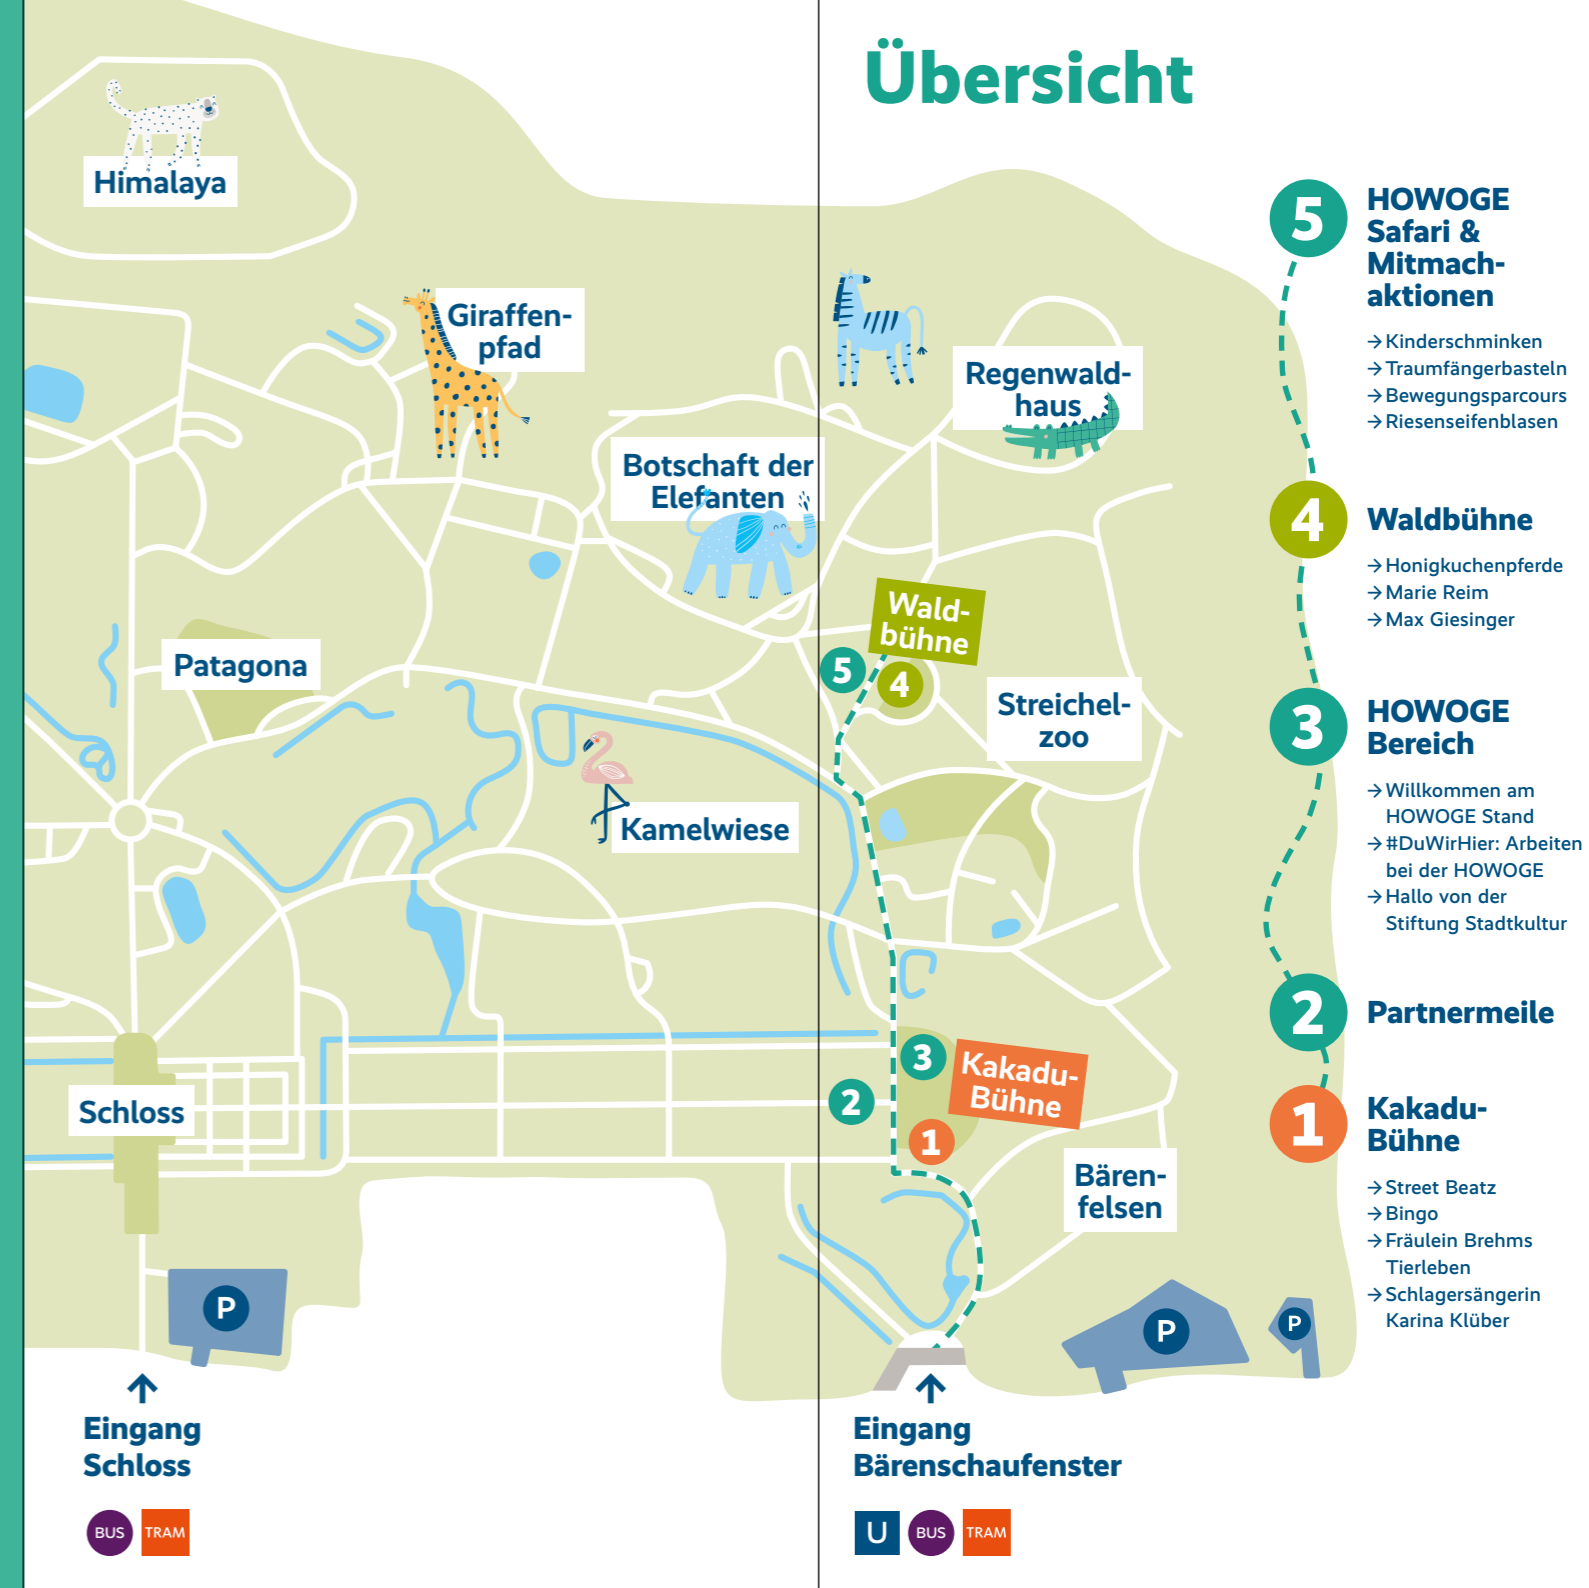 Übersicht
Himalaya
Giraffen-
pfad
Regenwald-
haus
Botschaft der
Elefanten
Wald-
bühne
5
4
Patagona
Streichel-
zoo
Kamelwiese
3
Kakadu-
Bühne
2
1
Schloss
Bären-
felsen
P
P
P
Eingang
Schloss
BUS TRAM
Eingang
Bärenschaufenster
U BUS TRAM
5
HOWOGE
Safari &
Mitmach-
aktionen
→ Kinderschminken
→ Traumfängerbasteln
→ Bewegungsparcours
→ Riesenseifenblasen
4
Waldbühne
→ Honigkuchenpferde
→ Marie Reim
→ Max Giesinger
3
HOWOGE
Bereich
→ Willkommen am
HOWOGE Stand
→ #DuWirHier: Arbeiten
bei der HOWOGE
→ Hallo von der
Stiftung Stadtkultur
2
Partnermeile
1
Kakadu-
Bühne
→ Street Beatz
→ Bingo
→ Fräulein Brehms
Tierleben
→ Schlagersängerin
Karina Klüber